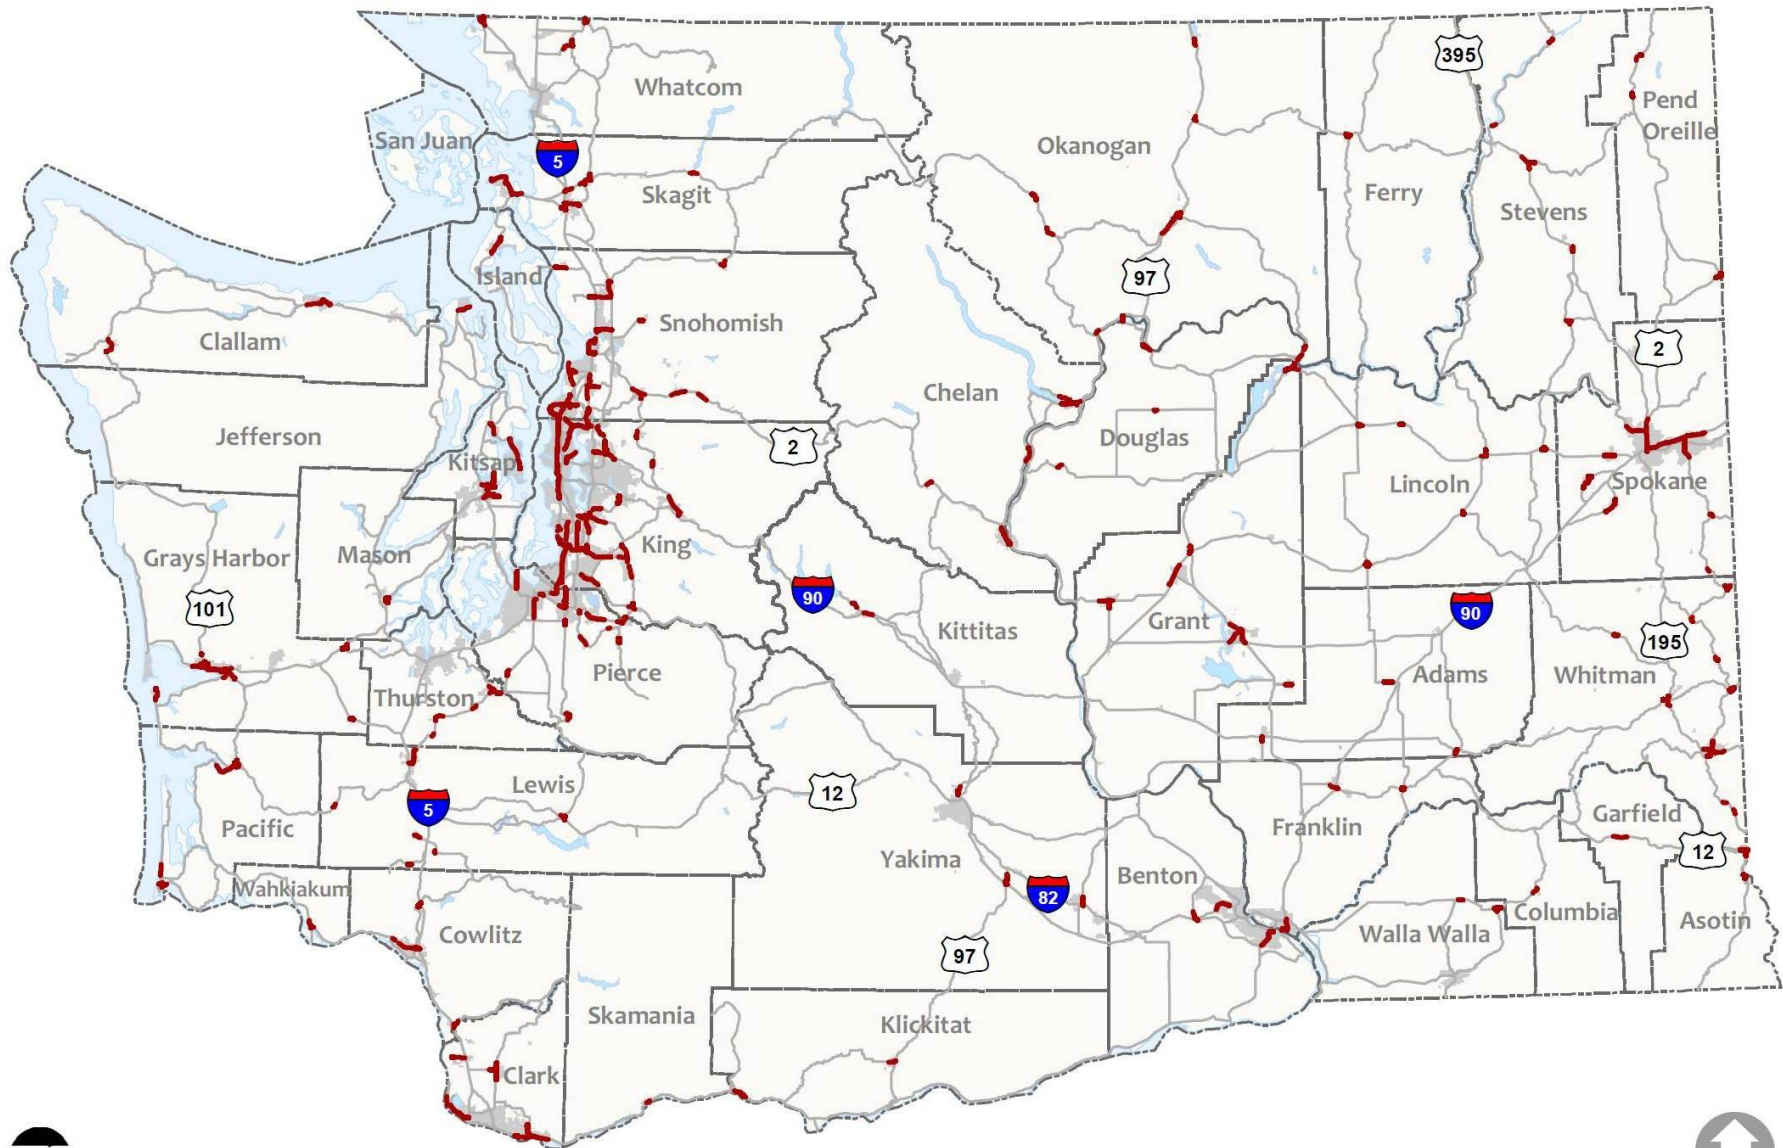 395
Whatcom
Pend
Oreille
San Juan
Okanogan
5
Skagit
Ferry
Stevens
Island
97
Snohomish
Clallam
2
Chelan
Jefferson
Douglas
2
Kitsap
Lincoln
Spokane
Grays Harbor
Mason
King
90
90
101
Grant
Kittitas
195
Pierce
Adams
Whitman
Thurston
Lewis
12
5
Garfield
Pacific
Franklin
12
Yakima
Benton
Wahkiakum
82
Columbia
Asotin
Cowlitz
Walla Walla
97
Skamania
Klickitat
Clark